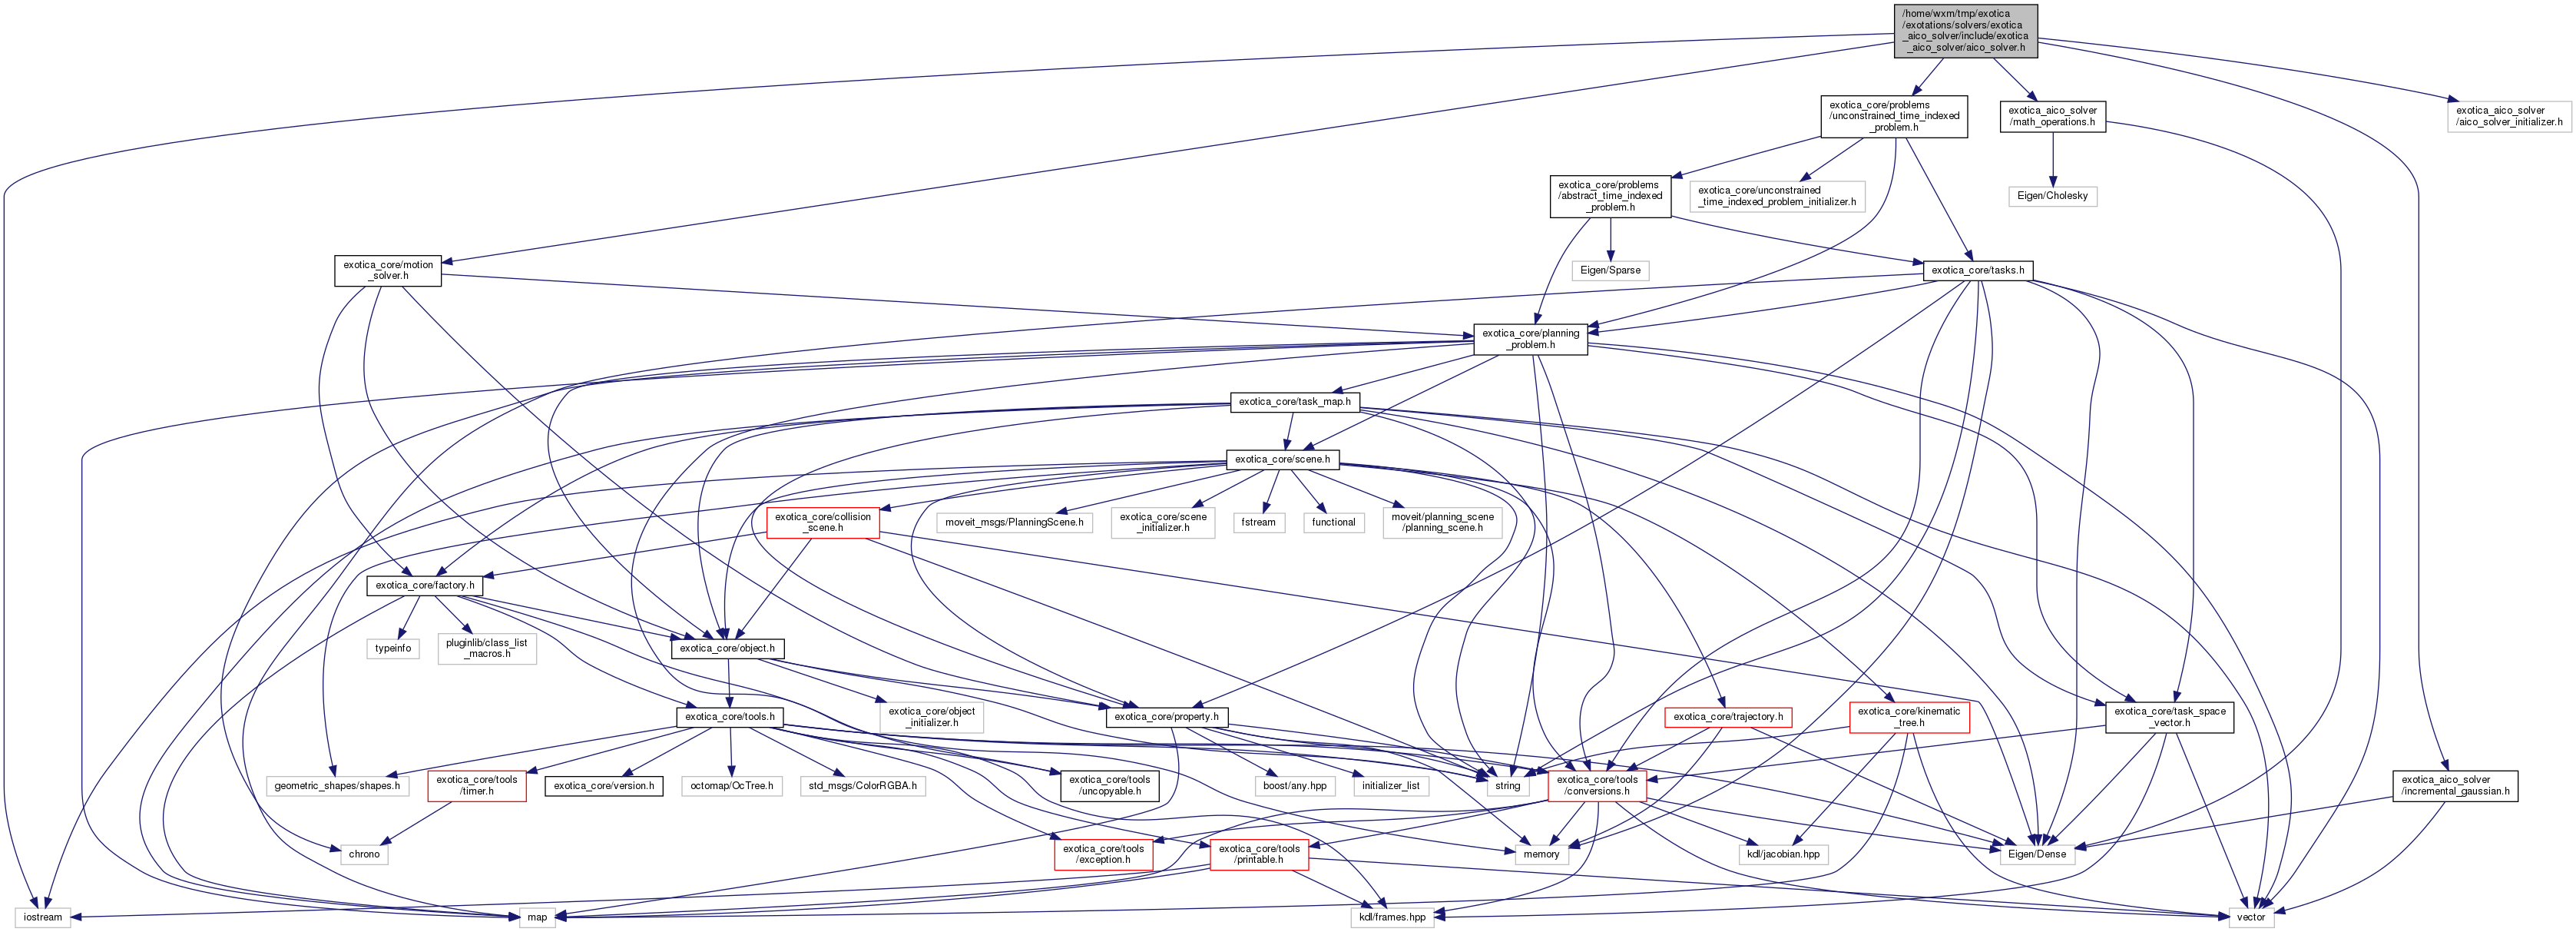 /home/wxm/tmp/exotica
/exotations/solvers/exotica
_aico_solver/include/exotica
_aico_solver/aico_solver.h
exotica_core/problems
/unconstrained_time_indexed
_problem.h
exotica_aico_solver
/math_operations.h
exotica_aico_solver
/aico_solver_initializer.h
exotica_core/problems
/abstract_time_indexed
_problem.h
exotica_core/unconstrained
_time_indexed_problem_initializer.h
Eigen/Cholesky
exotica_core/motion
_solver.h
Eigen/Sparse
exotica_core/tasks.h
exotica_core/planning
_problem.h
exotica_core/task_map.h
exotica_core/scene.h
exotica_core/collision
_scene.h
moveit_msgs/PlanningScene.h
exotica_core/scene
_initializer.h
fstream
functional
moveit/planning_scene
/planning_scene.h
exotica_core/factory.h
typeinfo
pluginlib/class_list
_macros.h
exotica_core/object.h
exotica_core/tools.h
exotica_core/object
_initializer.h
exotica_core/property.h
exotica_core/trajectory.h
exotica_core/kinematic
_tree.h
exotica_core/task_space
_vector.h
geometric_shapes/shapes.h
exotica_core/tools
/timer.h
exotica_core/version.h
octomap/OcTree.h
std_msgs/ColorRGBA.h
exotica_core/tools
/uncopyable.h
boost/any.hpp
initializer_list
string
exotica_core/tools
/conversions.h
exotica_aico_solver
/incremental_gaussian.h
chrono
exotica_core/tools
/exception.h
exotica_core/tools
/printable.h
memory
kdl/jacobian.hpp
Eigen/Dense
iostream
map
kdl/frames.hpp
vector